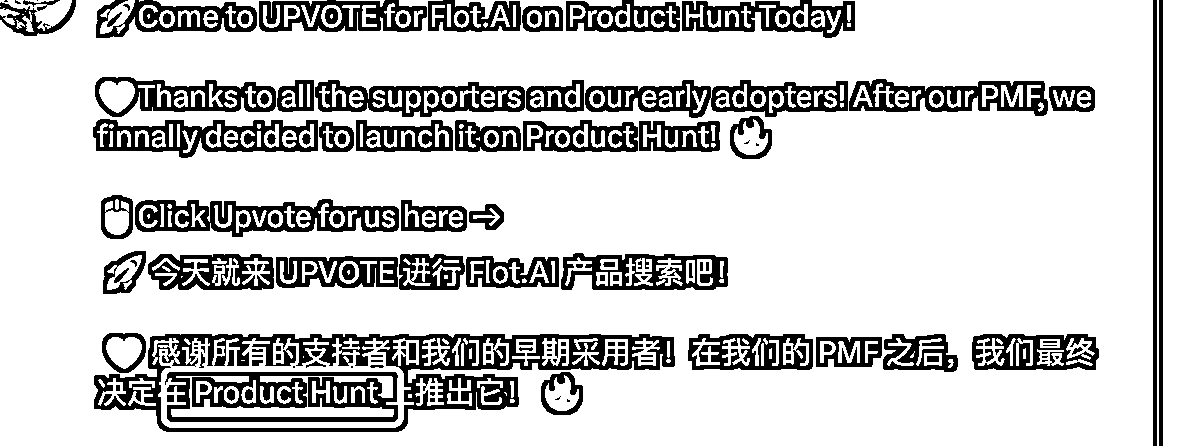 🚀Come to UPVOTE for Flot.AI on Product Hunt Today!
🤍Thanks to all the supporters and our early adopters! After our PMF, we
finnally decided to launch it on Product Hunt! 🔥
🖱️Click Upvote for us here →
🚀 今天就来 UPVOTE 进行 Flot.AI 产品搜索吧!
🤍感谢所有的支持者和我们的早期采用者！在我们的 PMF 之后，我们最终
决定在 Product Hunt 上推出它！ 🔥